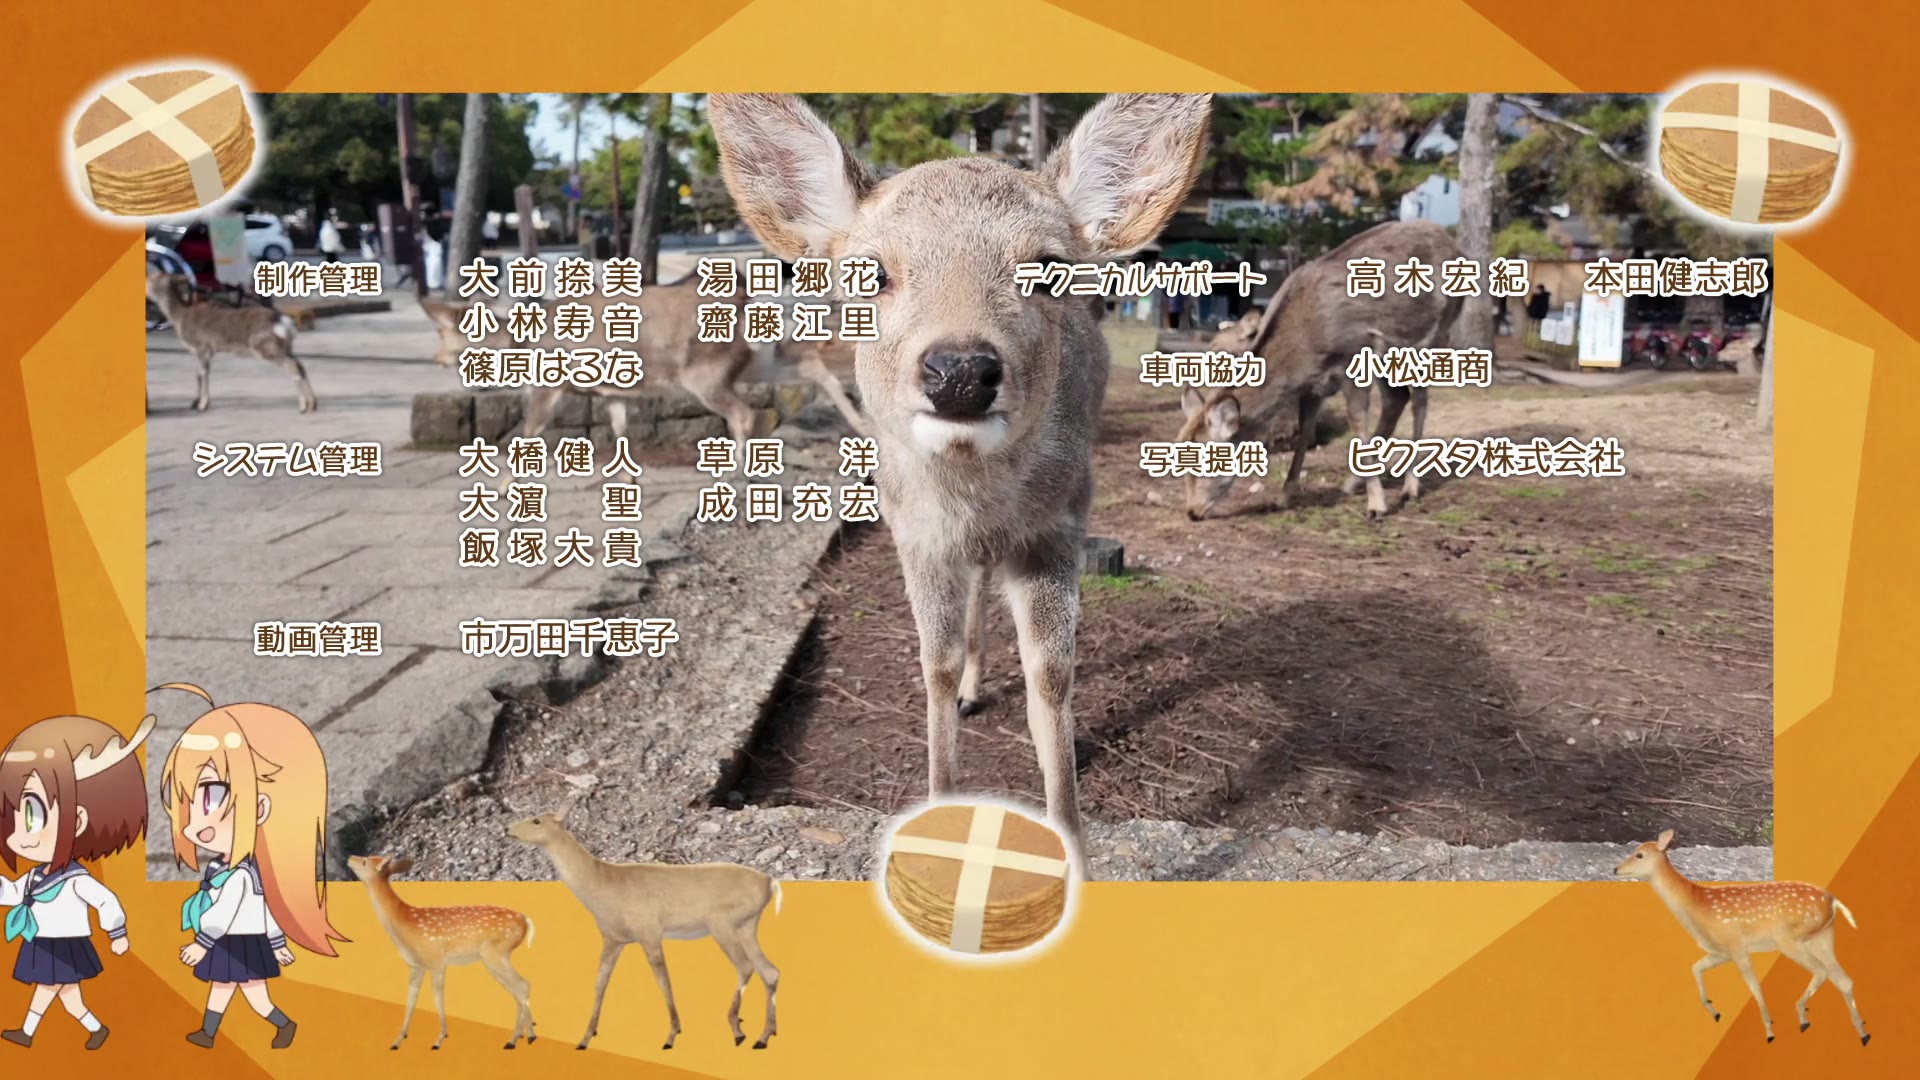 制作管理 大前捺美 湯田郷花
小林寿音 齋藤江里
篠原はるな
システム管理 大橋健人 草原洋
大濵聖 成田充宏
飯塚大貴
動画管理 市万田千恵子
テクニカルサポート 高木宏紀 本田健志郎
車両協力 小松通商
写真提供 ピクスタ株式会社